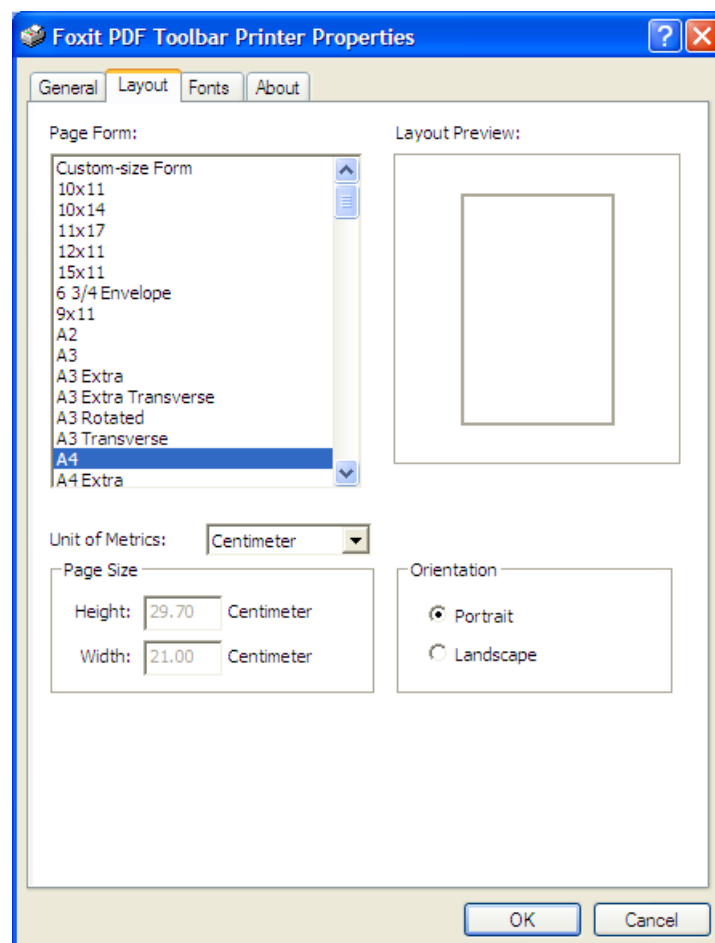 Foxit PDF Toolbar Printer Properties
General Layout Fonts About
Page Form:
Custom-size Form
10x11
10x14
11x17
12x11
15x11
6 3/4 Envelope
9x11
A2
A3
A3 Extra
A3 Extra Transverse
A3 Rotated
A3 Transverse
A4
A4 Extra
Layout Preview:
Unit of Metrics: Centimeter
Page Size
Height: 29.70 Centimeter
Width: 21.00 Centimeter
Orientation
Portrait
Landscape
OK Cancel